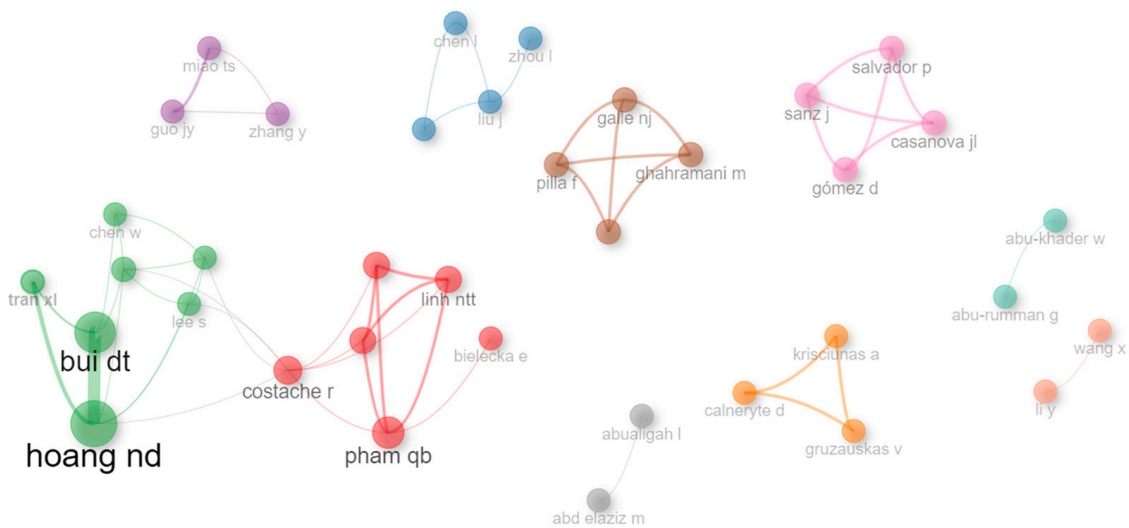 chen l
zhou l
miao ts
salvador p
sanz j
galle nj
liu j
guo jy
zhang y
casanova jl
ghahramani m
pilla f
gómez d
chen w
abu-khader w
tran xl
linh ntt
lee s
abu-rumman g
wang x
bui dt
bielecka e
krisciunas a
costache r
calneryte d
li y
abualigah l
gruzauskas v
hoang nd
pham qb
abd elaziz m